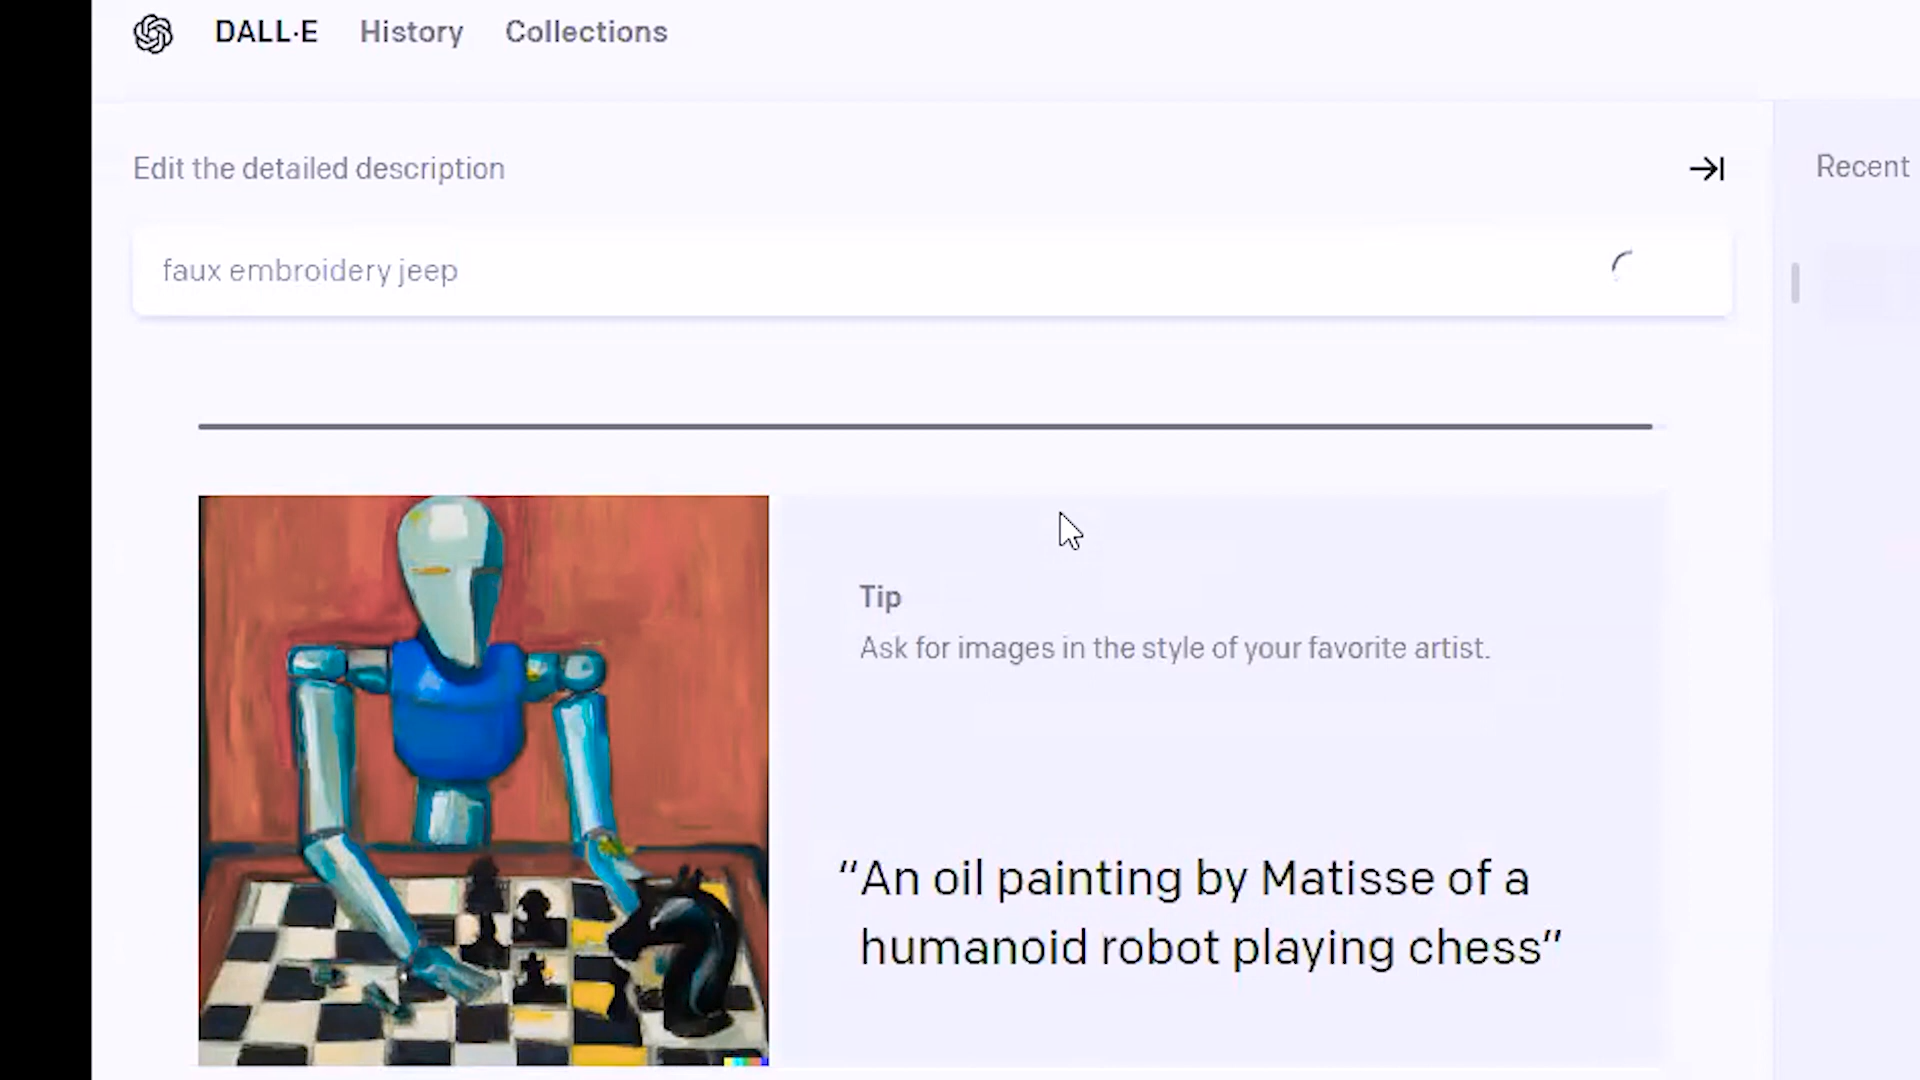 DALL·E History Collections
Edit the detailed description
Recent
faux embroidery jeep
Tip
Ask for images in the style of your favorite artist.
“An oil painting by Matisse of a
humanoid robot playing chess”